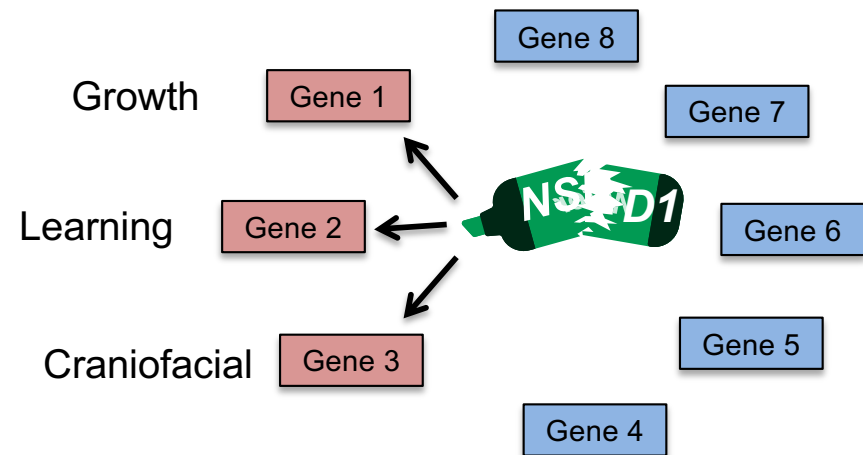 Gene 8
Growth
Gene 1
Gene 7
NSD1
Learning
Gene 2
Gene 6
Craniofacial
Gene 3
Gene 5
Gene 4